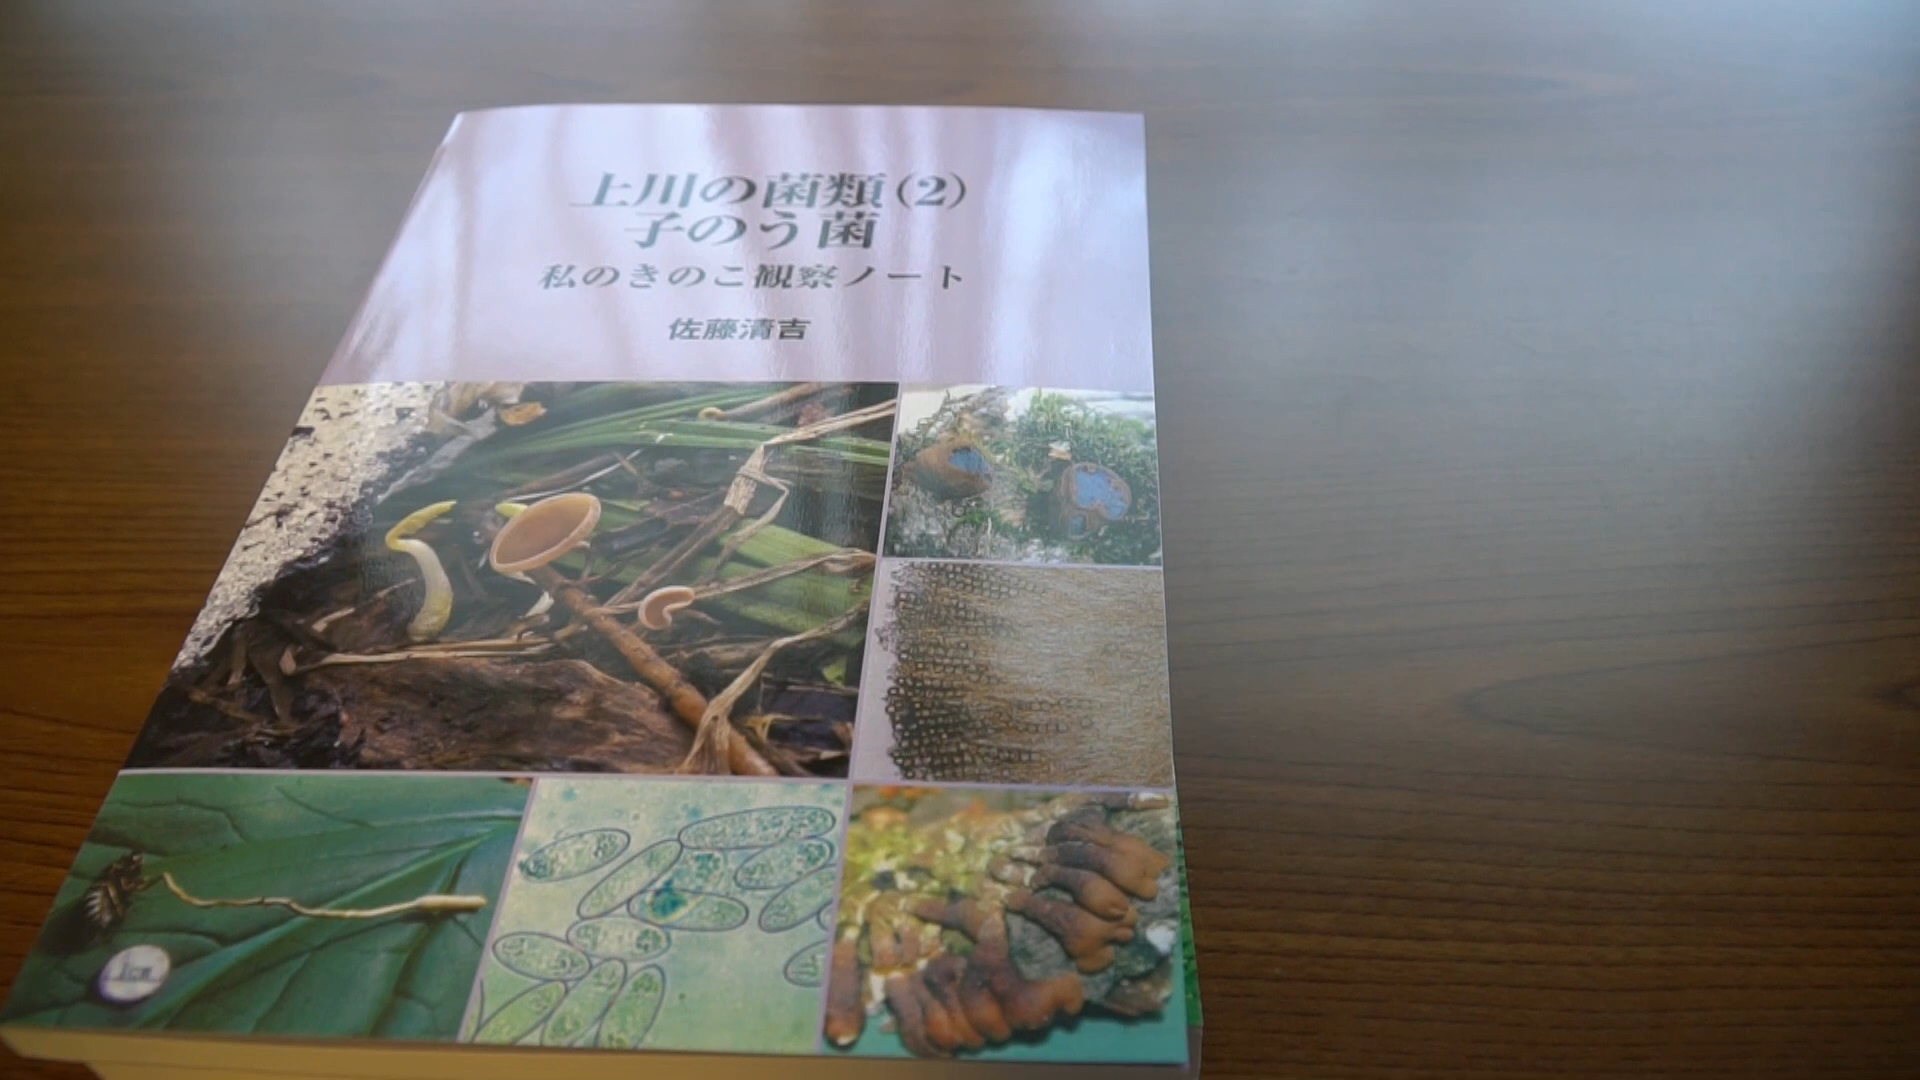 上川の菌類(2)
子のう菌
私のきのこ観察ノート
佐藤清吉